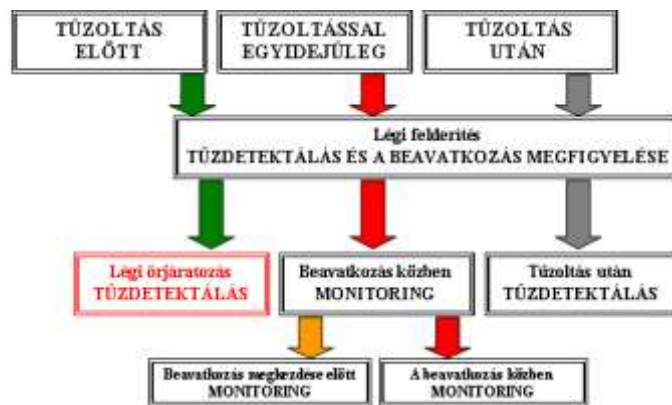 TŰZOLTÁS
ELŐTT
TŰZOLTÁSSAL
EGYIDEJŰLEG
TŰZOLTÁS
UTÁN
Légi felderítés
TŰZDETEKTÁLÁS ÉS A BEAVATKOZÁS MEGFIGYELÉSE
Légi őrjáratozás
TŰZDETEKTÁLÁS
Beavatkozás közben
MONITORING
Tűzoltás után
TŰZDETEKTÁLÁS
Beavatkozás megkezdése előtt
MONITORING
A beavatkozás közben
MONITORING